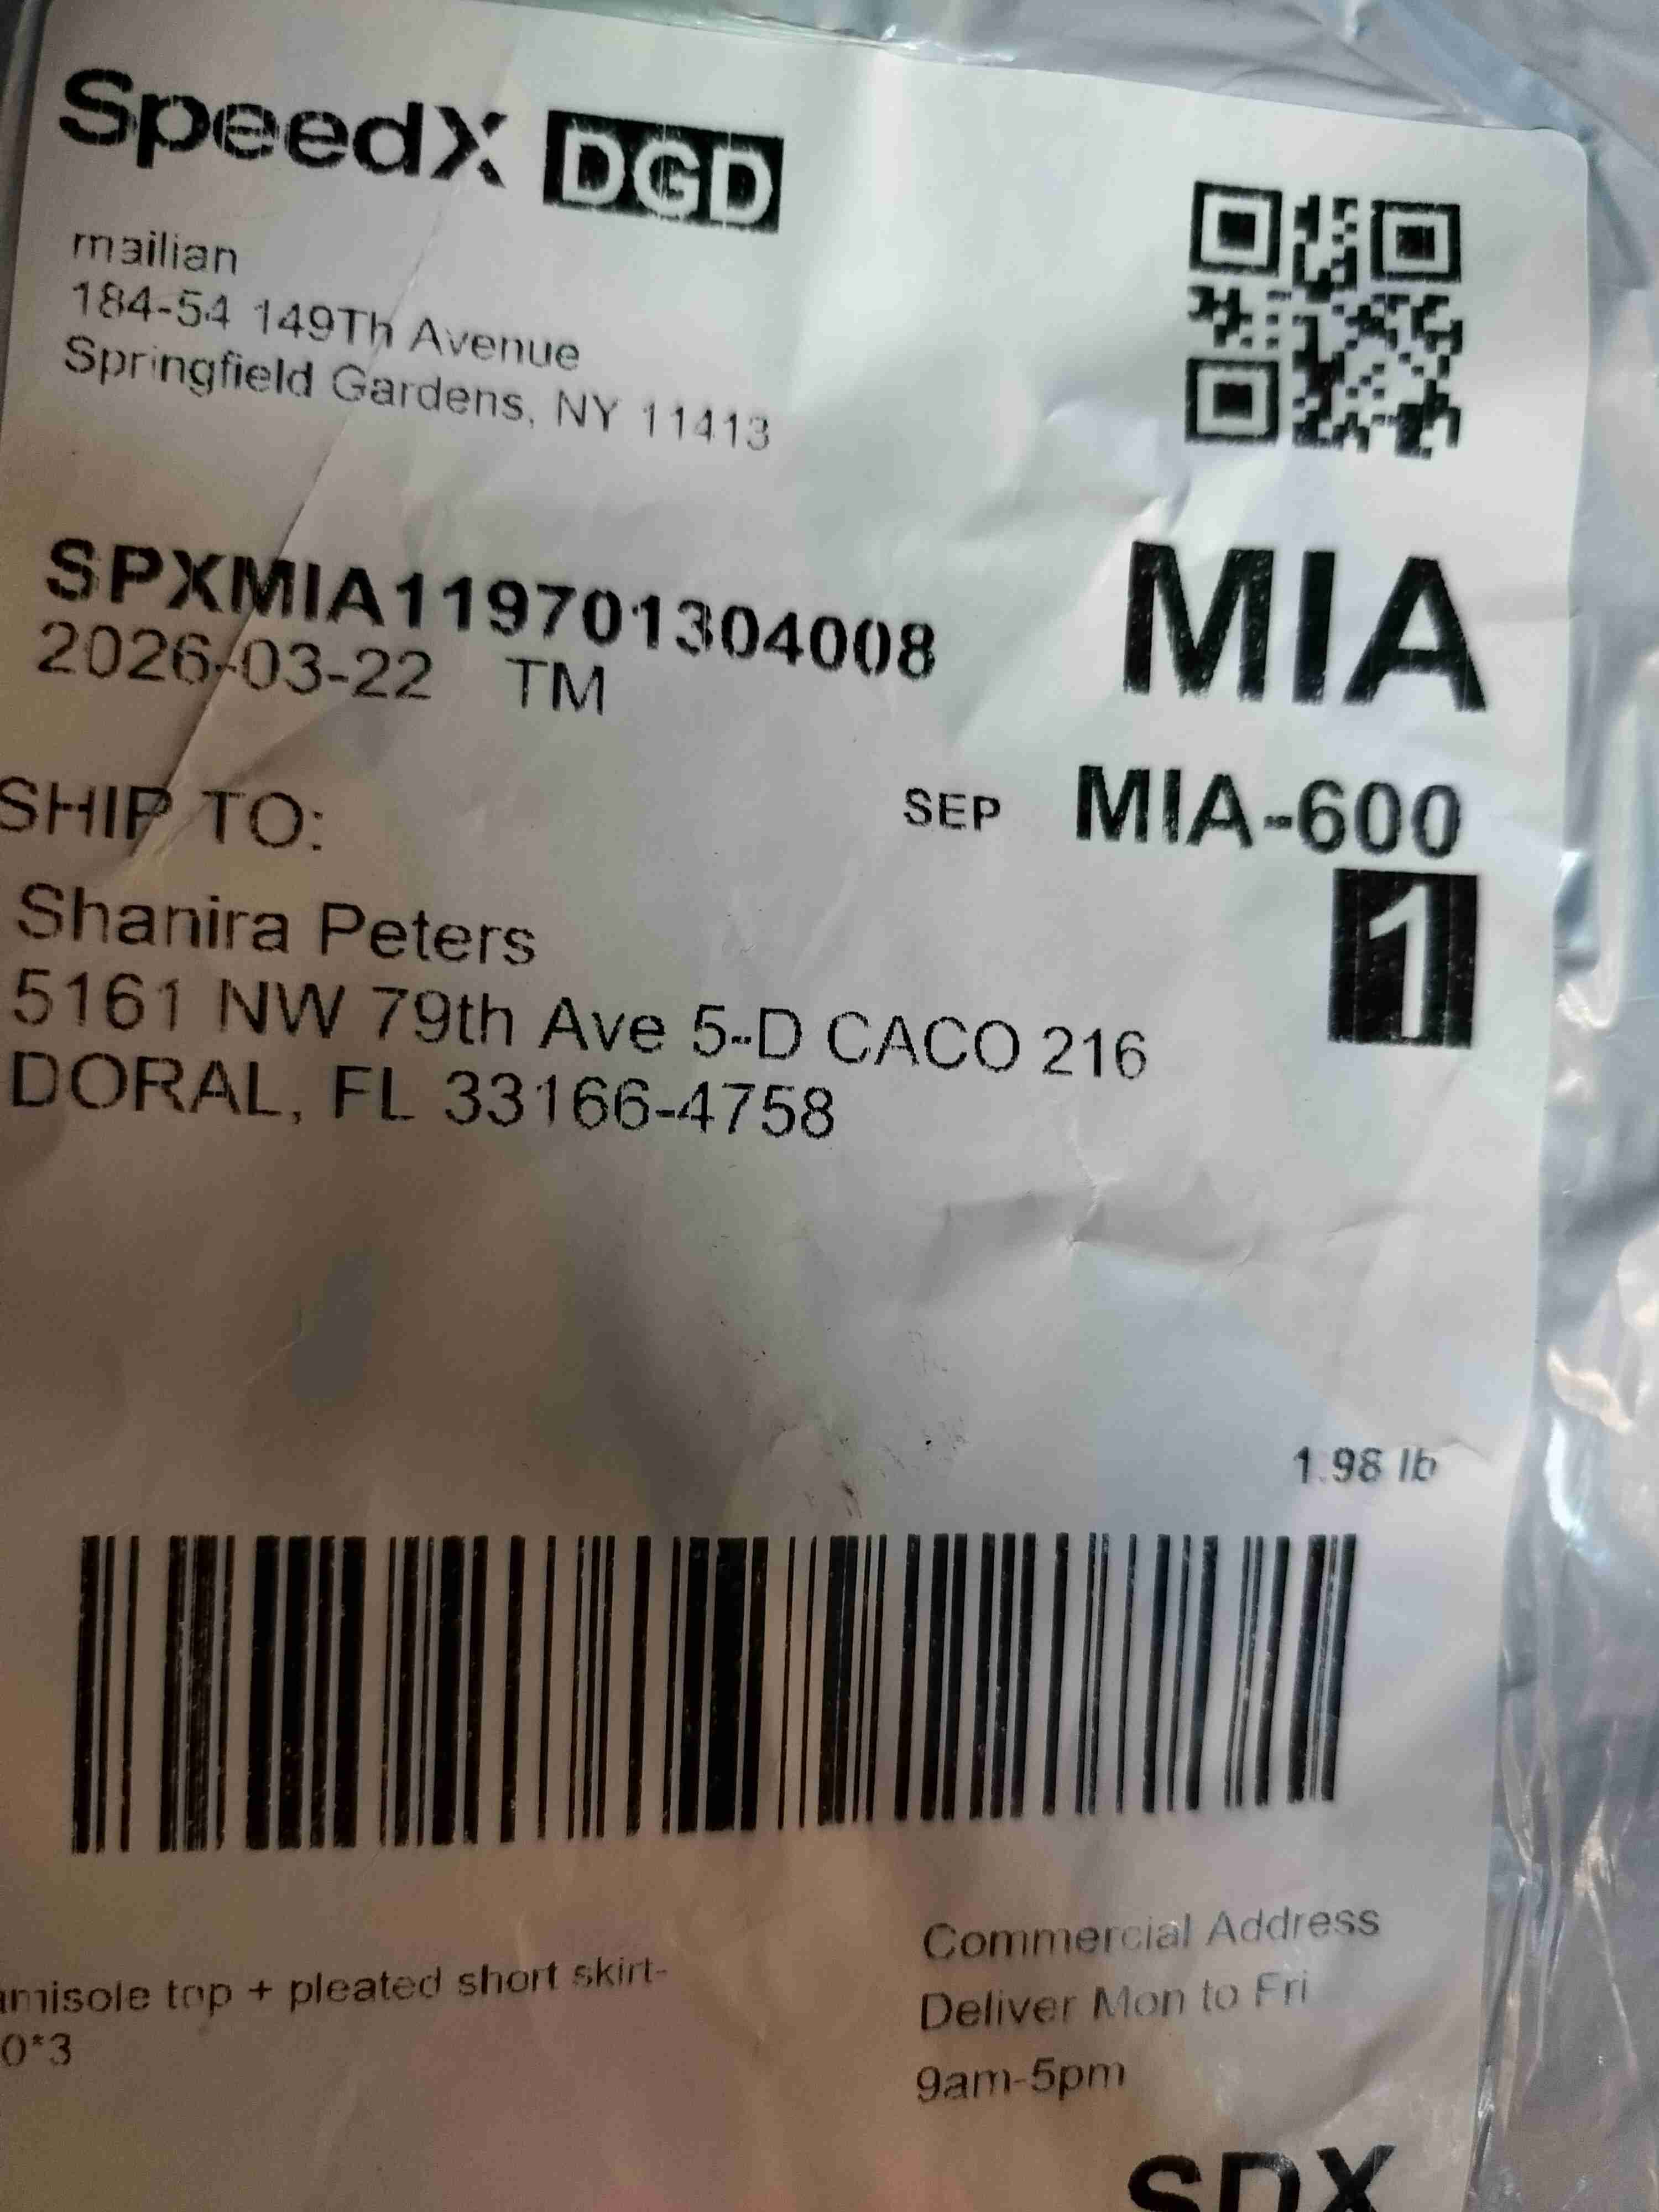 SpeedX DGD
mailian
184-54 149Th Avenue
Springfield Gardens, NY 11413
SPXMIA119701304008
2026-03-22 TM
MIA
SHIP TO:
SEP MIA-600
1
Shanira Peters
5161 NW 79th Ave 5-D CACO 216
DORAL, FL 33166-4758
1.98 lb
amisole top + pleated short skirt-
0*3
Commercial Address
Deliver Mon to Fri
9am-5pm
SDX